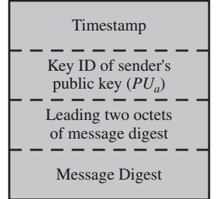 Timestamp
Key ID of sender's
public key (PUa)
Leading two octets
of message digest
Message Digest